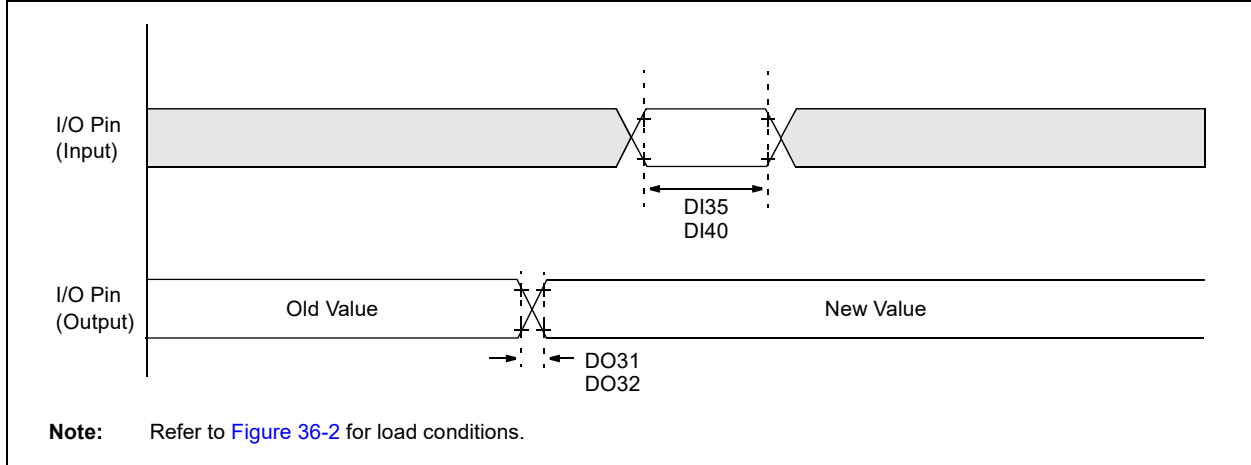 I/O Pin
(Input)
DI35
DI40
I/O Pin
(Output)
Old Value
New Value
DO31
DO32
Note: Refer to Figure 36-2 for load conditions.